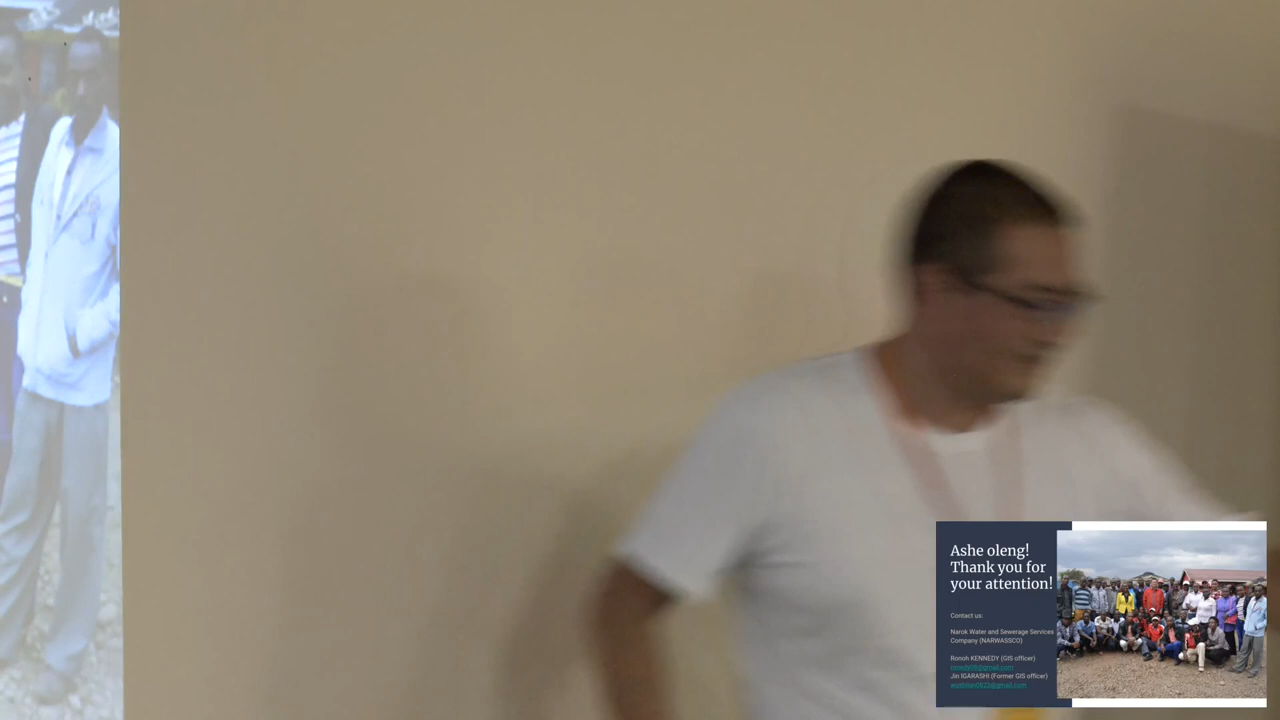 Ashe oleng!
Thank you for
your attention!
Contact us:
Narok Water and Sewerage Services
Company (NARWASSCO)
Ronoh KENNEDY (GIS officer)
Jin IGARASHI (Former GIS officer)